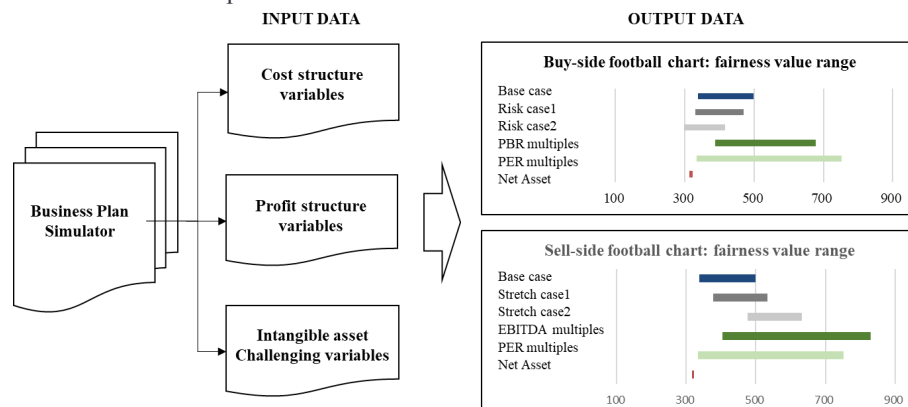 INPUT DATA
OUTPUT DATA
Business Plan
Simulator
Cost structure
variables
Profit structure
variables
Intangible asset
Challenging variables
Buy-side football chart: fairness value range
Base case
Risk case1
Risk case2
PBR multiples
PER multiples
Net Asset
100 300 500 700 900
Sell-side football chart: fairness value range
Base case
Stretch case1
Stretch case2
EBITDA multiples
PER multiples
Net Asset
100 300 500 700 900